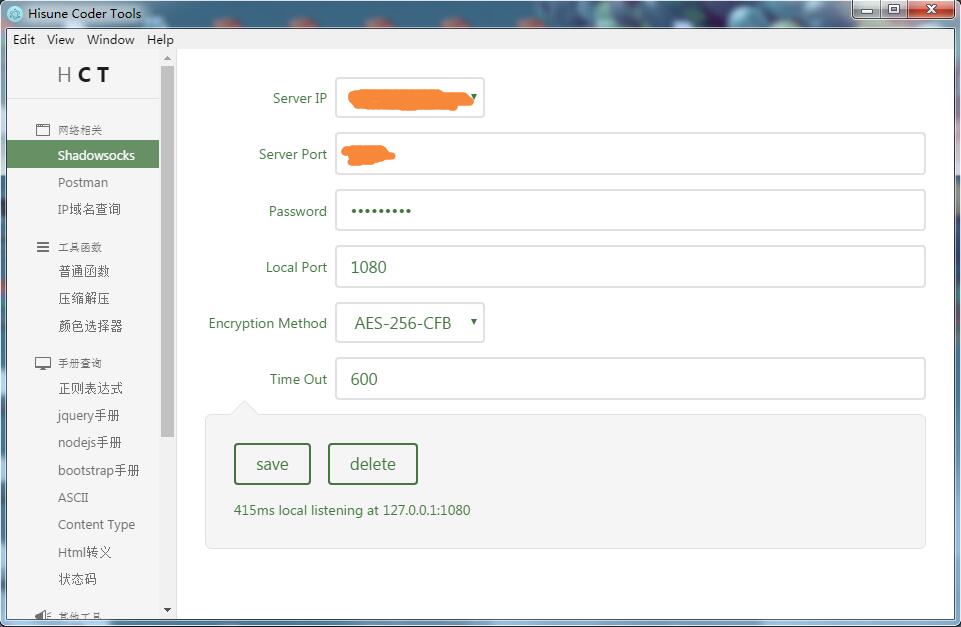 Hisune Coder Tools
Edit View Window Help
HCT
网络相关
Shadowsocks
Postman
IP域名查询
工具函数
普通函数
压缩解压
颜色选择器
手册查询
正则表达式
jquery手册
nodejs手册
bootstrap手册
ASCII
Content Type
Html转义
状态码
其他工具
Server IP
Server Port
Password •••••••••
Local Port 1080
Encryption Method AES-256-CFB
Time Out 600
save delete
415ms local listening at 127.0.0.1:1080